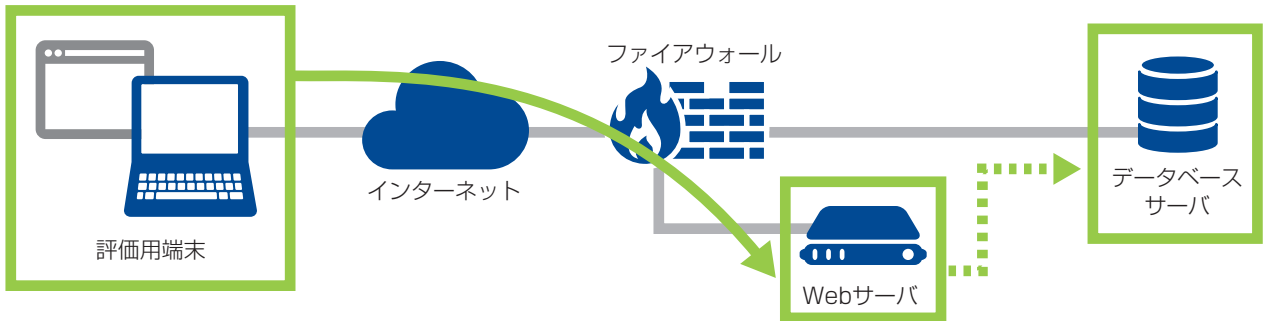 ファイアウォール
インターネット
データベース
サーバ
評価用端末
Webサーバ